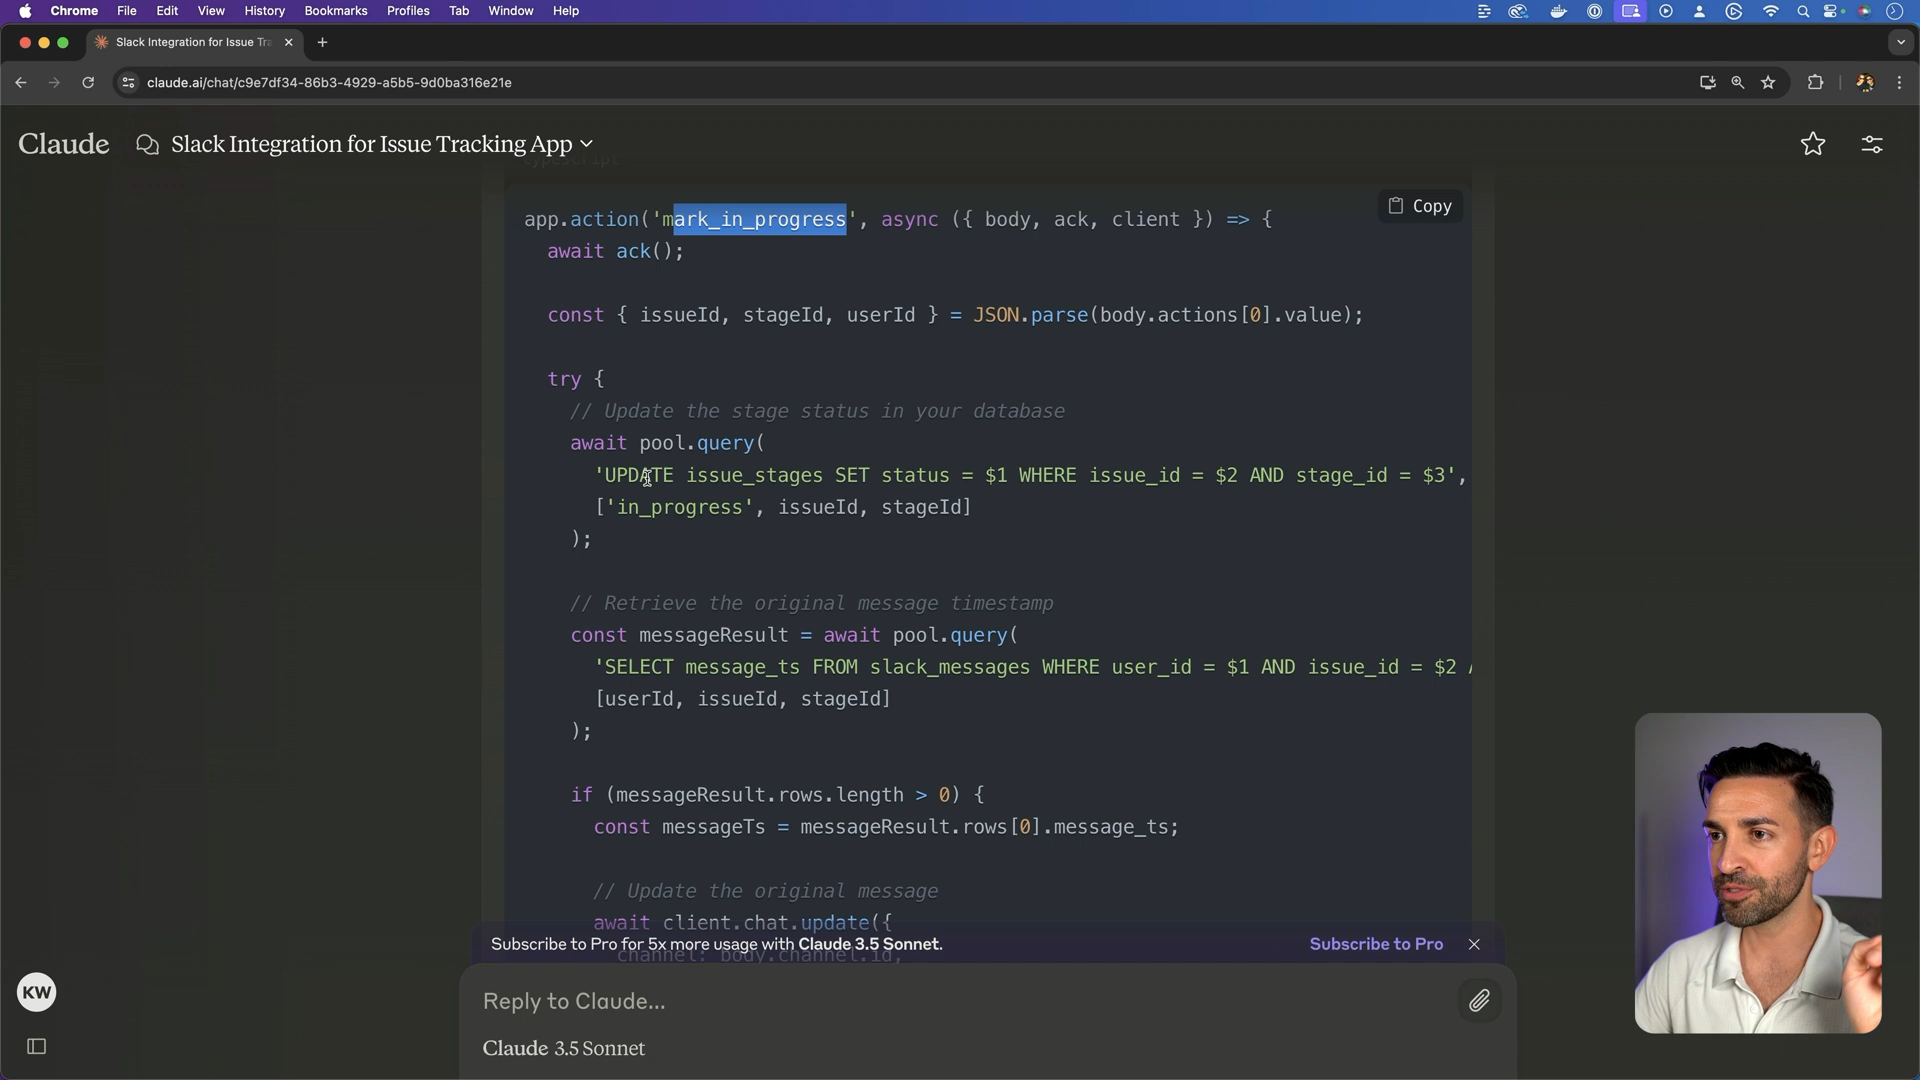 Chrome File Edit View History Bookmarks Profiles Tab Window Help
Slack Integration for Issue Tra
claude.ai/chat/c9e7df34-86b3-4929-a5b5-9d0ba316e21e
Claude Slack Integration for Issue Tracking App
typescript
Copy
app.action('mark_in_progress', async ({ body, ack, client }) => {
await ack();
const { issueId, stageId, userId } = JSON.parse(body.actions[0].value);
try {
// Update the stage status in your database
await pool.query(
'UPDATE issue_stages SET status = $1 WHERE issue_id = $2 AND stage_id = $3',
['in_progress', issueId, stageId]
);
// Retrieve the original message timestamp
const messageResult = await pool.query(
'SELECT message_ts FROM slack_messages WHERE user_id = $1 AND issue_id = $2
[userId, issueId, stageId]
);
if (messageResult.rows.length > 0) {
const messageTs = messageResult.rows[0].message_ts;
// Update the original message
await client.chat.update({
channel: body.channel.id,
Subscribe to Pro for 5x more usage with Claude 3.5 Sonnet. Subscribe to Pro
KW
Reply to Claude...
Claude 3.5 Sonnet